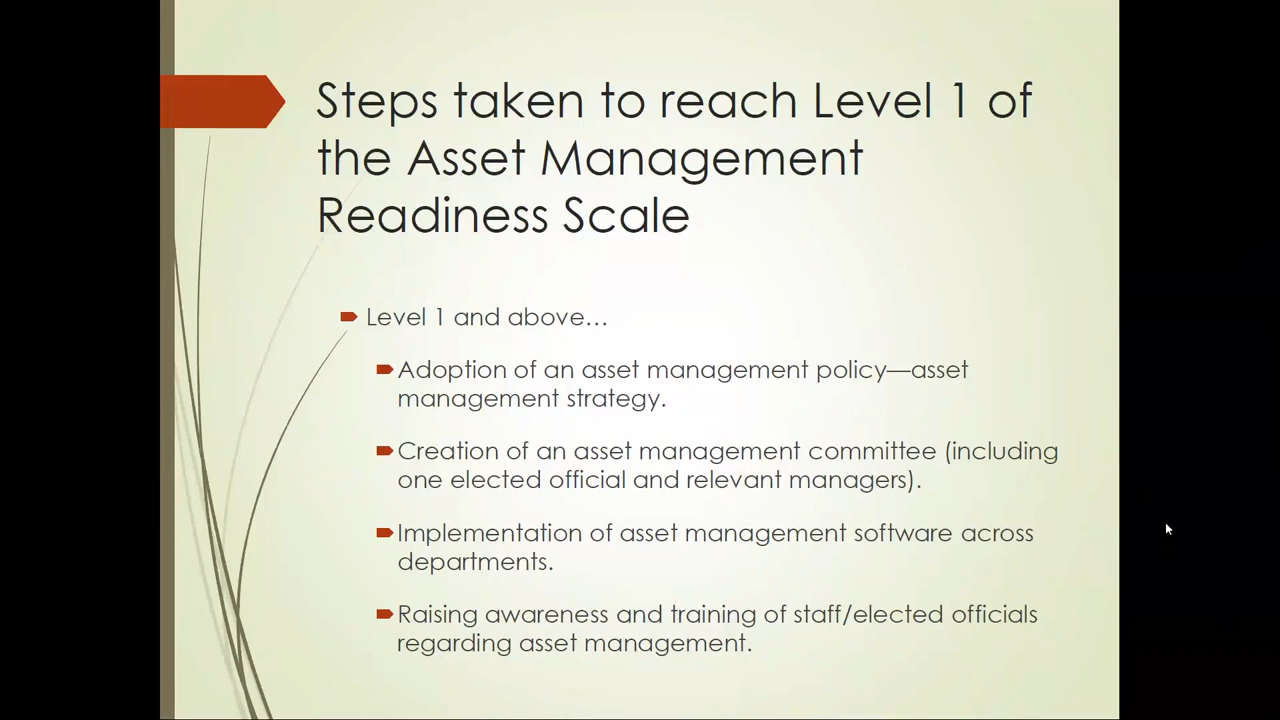 Steps taken to reach Level 1 of
the Asset Management
Readiness Scale
Level 1 and above…
Adoption of an asset management policy—asset
management strategy.
Creation of an asset management committee (including
one elected official and relevant managers).
Implementation of asset management software across
departments.
Raising awareness and training of staff/elected officials
regarding asset management.